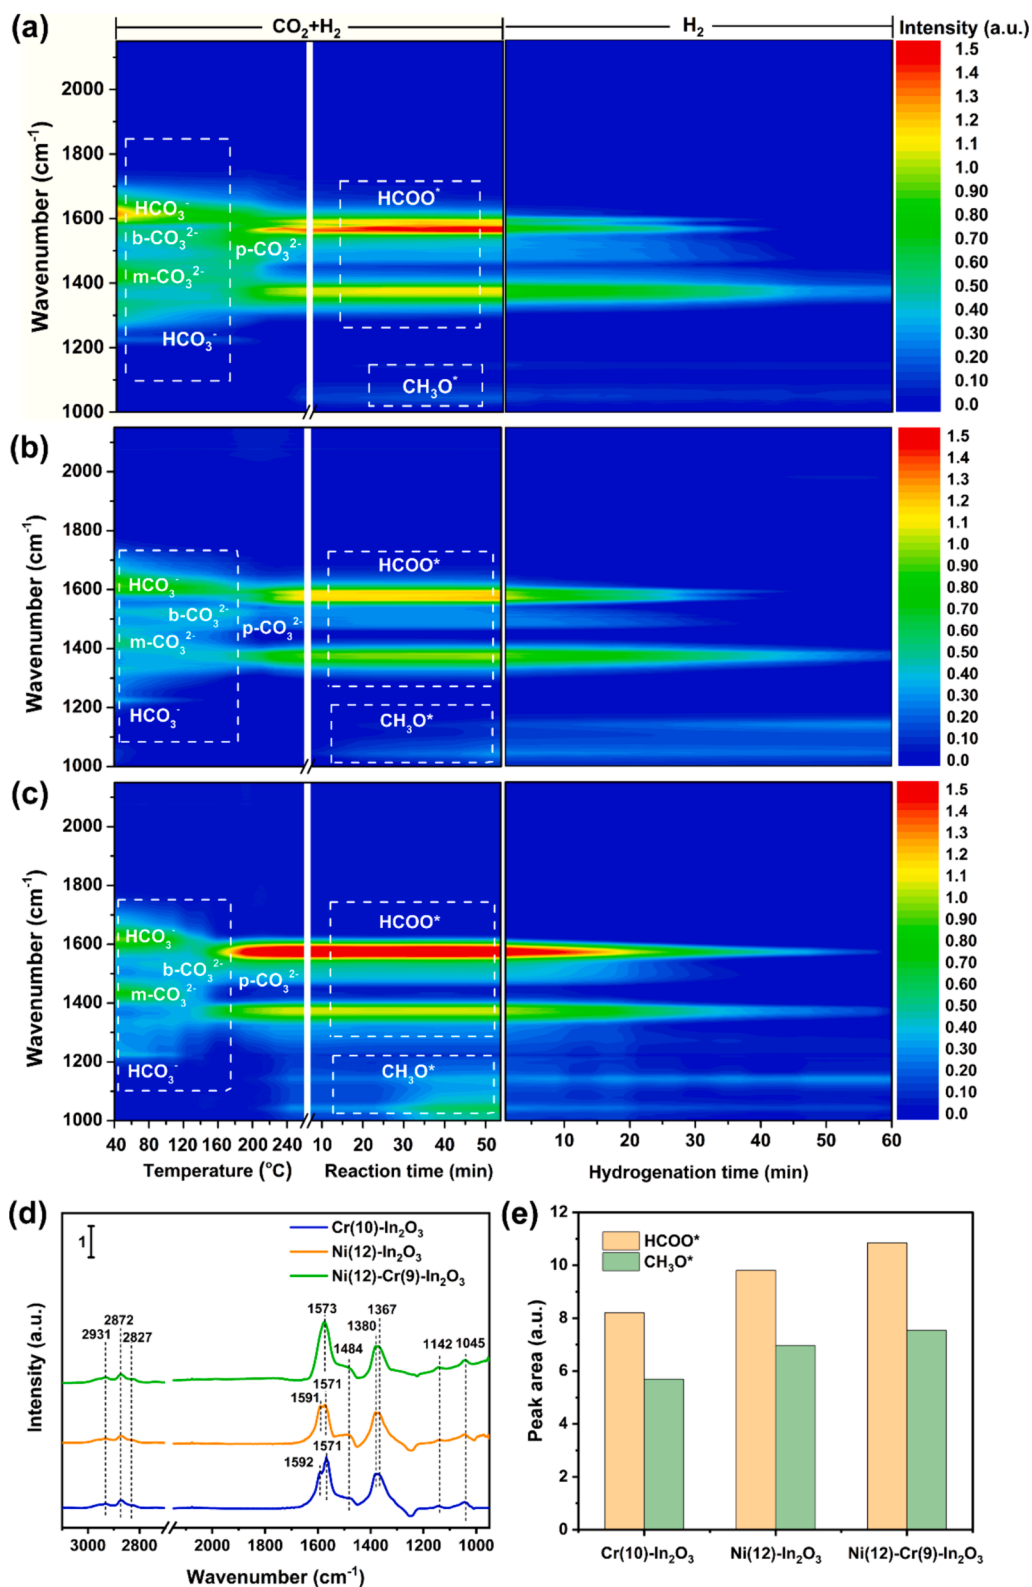 (a)
CO₂+H₂
H₂
Intensity (a.u.)
Wavenumber (cm⁻¹)
2000
1800
1600
1400
1200
1000
HCO₃⁻
b-CO₃²⁻
m-CO₃²⁻
HCO₃⁻
p-CO₃²⁻
HCOO*
CH₃O*
1.5
1.4
1.3
1.2
1.1
1.0
0.90
0.80
0.70
0.60
0.50
0.40
0.30
0.20
0.10
0.0
(b)
Wavenumber (cm⁻¹)
2000
1800
1600
1400
1200
1000
HCO₃⁻
b-CO₃²⁻
m-CO₃²⁻
HCO₃⁻
p-CO₃²⁻
HCOO*
CH₃O*
1.5
1.4
1.3
1.2
1.1
1.0
0.90
0.80
0.70
0.60
0.50
0.40
0.30
0.20
0.10
0.0
(c)
Wavenumber (cm⁻¹)
2000
1800
1600
1400
1200
1000
HCO₃⁻
b-CO₃²⁻
m-CO₃²⁻
HCO₃⁻
p-CO₃²⁻
HCOO*
CH₃O*
1.5
1.4
1.3
1.2
1.1
1.0
0.90
0.80
0.70
0.60
0.50
0.40
0.30
0.20
0.10
0.0
40 80 120 160 200 240 10 20 30 40 50 10 20 30 40 50 60
Temperature (°C) Reaction time (min) Hydrogenation time (min)
(d)
1
Cr(10)-In₂O₃
Ni(12)-In₂O₃
Ni(12)-Cr(9)-In₂O₃
2931
2872
2827
1573
1484
1380
1367
1142
1045
1591
1571
1592
1571
Intensity (a.u.)
3000 2800 2000 1800 1600 1400 1200 1000
Wavenumber (cm⁻¹)
(e)
HCOO*
CH₃O*
Peak area (a.u.)
12
10
8
6
4
2
0
Cr(10)-In₂O₃ Ni(12)-In₂O₃ Ni(12)-Cr(9)-In₂O₃